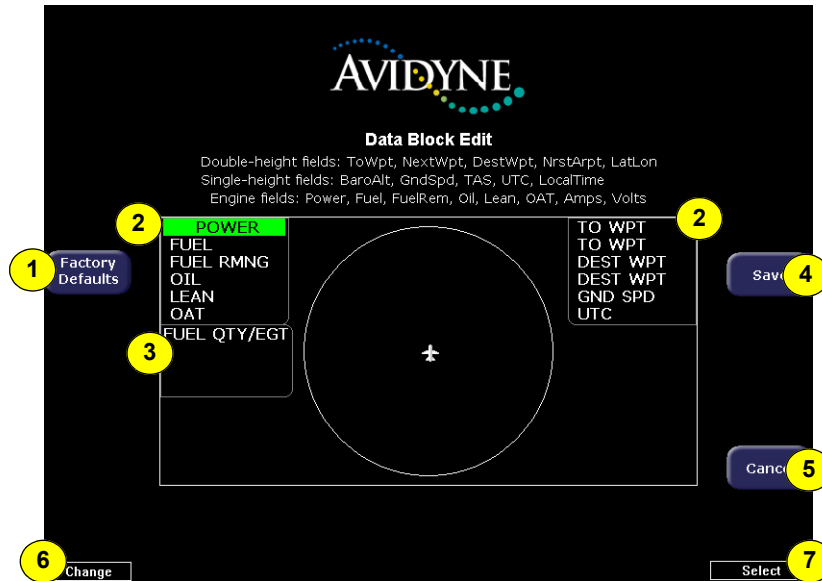 AVIDYNE
Data Block Edit
Double-height fields: ToWpt, NextWpt, DestWpt, NrstArpt, LatLon
Single-height fields: BaroAlt, GndSpd, TAS, UTC, LocalTime
Engine fields: Power, Fuel, FuelRem, Oil, Lean, OAT, Amps, Volts
2
POWER
FUEL
FUEL RMNG
OIL
LEAN
OAT
3
FUEL QTY/EGT
2
TO WPT
TO WPT
DEST WPT
DEST WPT
GND SPD
UTC
1
Factory
Defaults
4
Save
5
Cance
6
Change
7
Select